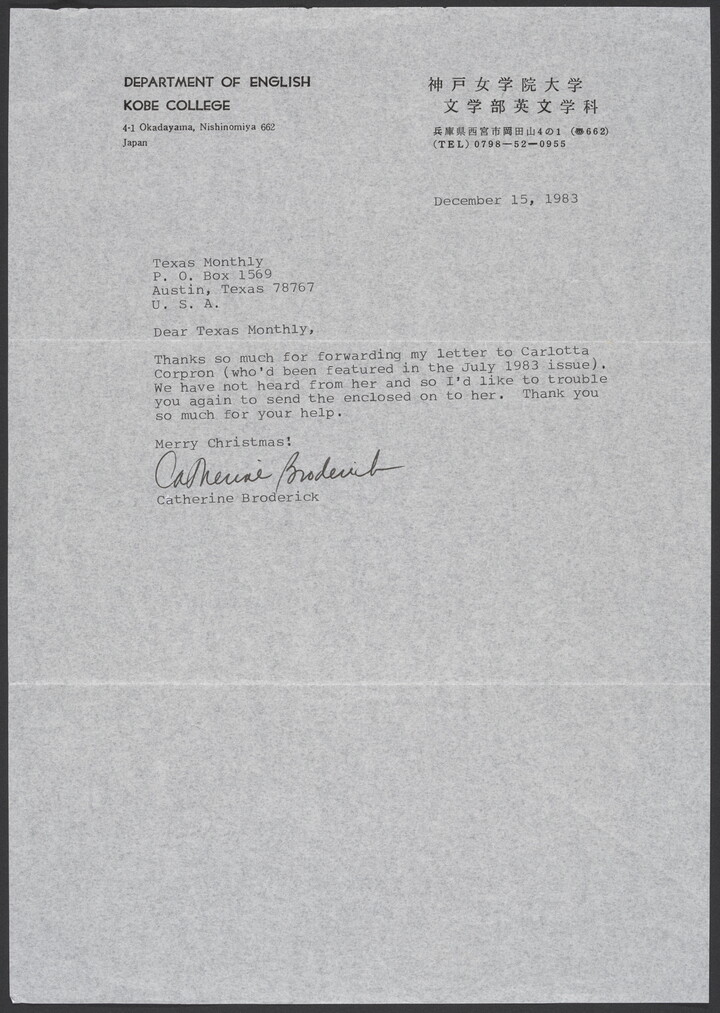 DEPARTMENT OF ENGLISH
KOBE COLLEGE
4-1 Okadayama, Nishinomiya 662
Japan
神戸女学院大学
文学部英文学科
兵庫県西宮市岡田山4の1 (〠662)
(TEL) 0798-52-0955
December 15, 1983
Texas Monthly
P. O. Box 1569
Austin, Texas 78767
U. S. A.
Dear Texas Monthly,
Thanks so much for forwarding my letter to Carlotta
Corpron (who'd been featured in the July 1983 issue).
We have not heard from her and so I'd like to trouble
you again to send the enclosed on to her. Thank you
so much for your help.
Merry Christmas!
Catherine Broderick
Catherine Broderick